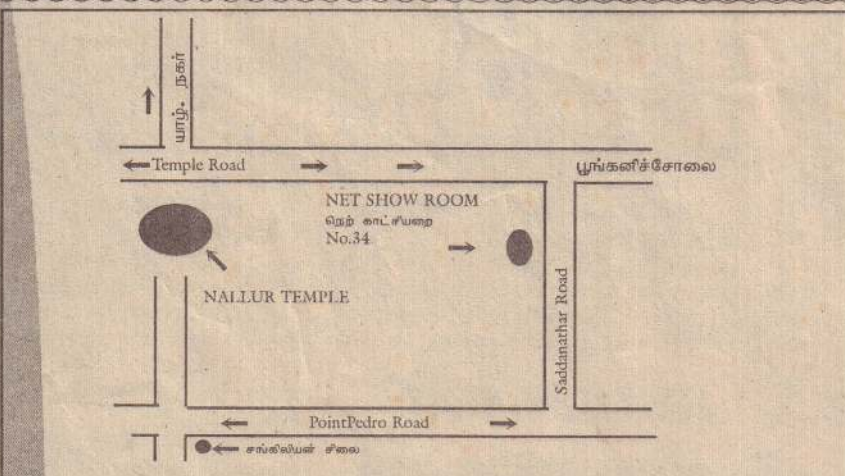 யாழ். நகர்
Temple Road
பூங்கனிச்சோலை
NET SHOW ROOM
நெற் காட்சியறை
No.34
NALLUR TEMPLE
Saddanathar Road
PointPedro Road
சங்கிலியன் சிலை